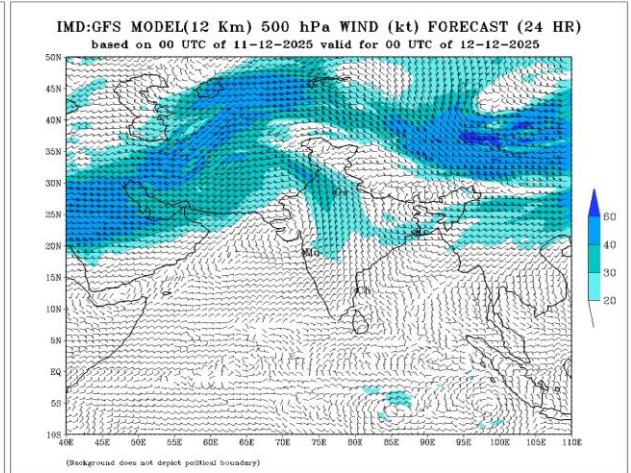 IMD:GFS MODEL(12 Km) 500 hPa WIND (kt) FORECAST (24 HR)
based on 00 UTC of 11-12-2025 valid for 00 UTC of 12-12-2025
50N
45N
40N
35N
30N
25N
20N
15N
10N
5N
EQ
5S
10S
Mu
Ch
60
40
30
20
40E 45E 50E 55E 60E 65E 70E 75E 80E 85E 90E 95E 100E 105E 110E
(Background does not depict political boundary)